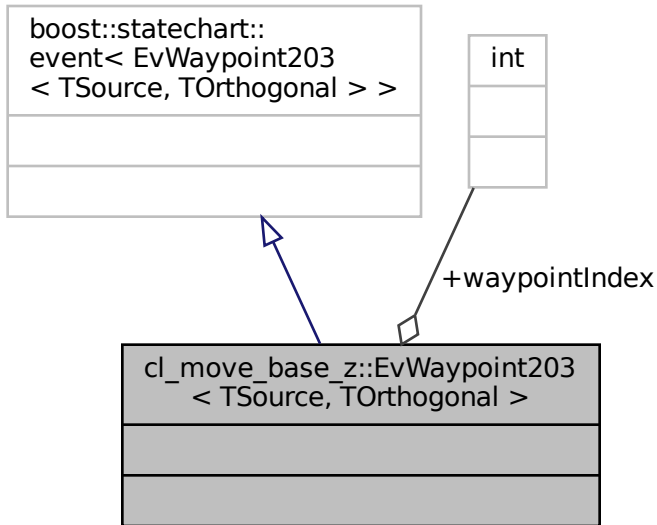 boost::statechart::
event< EvWaypoint203
< TSource, TOrthogonal > >
int
+waypointIndex
cl_move_base_z::EvWaypoint203
< TSource, TOrthogonal >